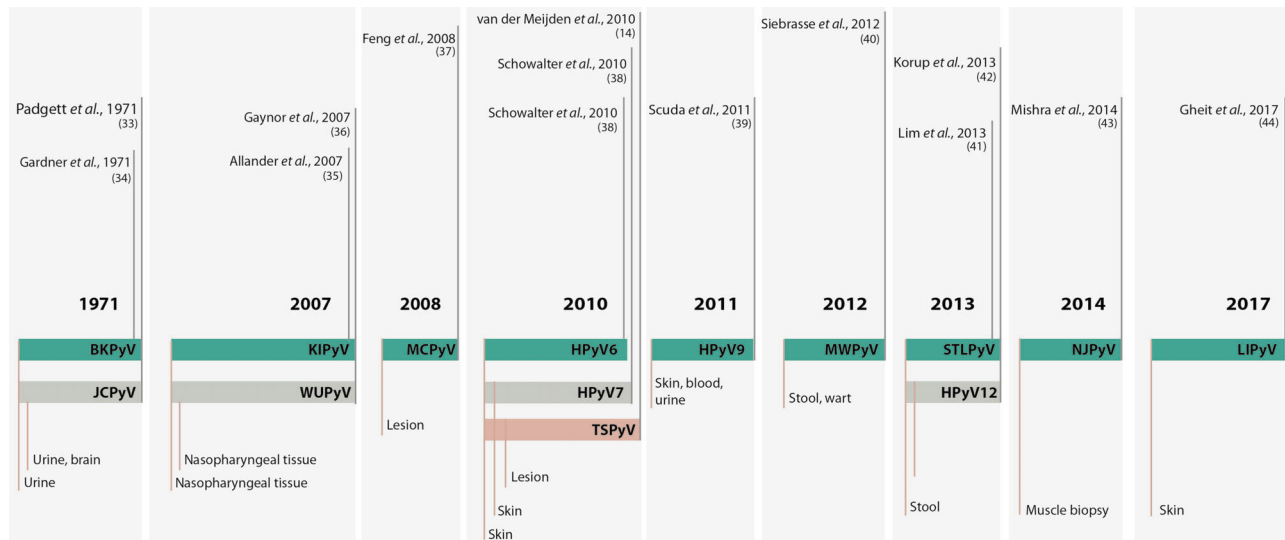 Padgett et al., 1971
(33)
Gardner et al., 1971
(34)
1971
BKPyV
JCPyV
Urine, brain
Urine
Gaynor et al., 2007
(36)
Allander et al., 2007
(35)
2007
KIPyV
WUPyV
Nasopharyngeal tissue
Nasopharyngeal tissue
Feng et al., 2008
(37)
2008
MCPyV
Lesion
van der Meijden et al., 2010
(14)
Schowalter et al., 2010
(38)
Schowalter et al., 2010
(38)
2010
HPyV6
HPyV7
TSPyV
Lesion
Skin
Skin
Scuda et al., 2011
(39)
2011
HPyV9
Skin, blood,
urine
Siebrasse et al., 2012
(40)
2012
MWPyV
Stool, wart
Korup et al., 2013
(42)
Lim et al., 2013
(41)
2013
STLPyV
HPyV12
Stool
Mishra et al., 2014
(43)
2014
NJPyV
Muscle biopsy
Gheit et al., 2017
(44)
2017
LIPyV
Skin